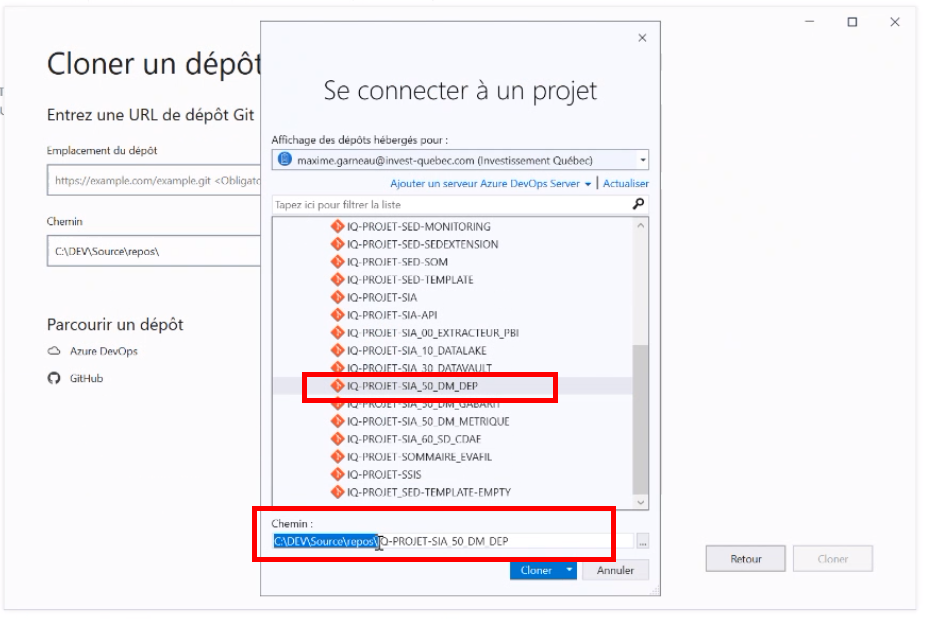 Cloner un dépôt
Entrez une URL de dépôt Git
Emplacement du dépôt
https://example.com/example.git <Obligato
Chemin
C:\DEV\Source\repos\
Parcourir un dépôt
Azure DevOps
GitHub
Se connecter à un projet
Affichage des dépôts hébergés pour :
maxime.garneau@invest-quebec.com (Investissement Québec)
Ajouter un serveur Azure DevOps Server
Actualiser
Tapez ici pour filtrer la liste
IQ-PROJET-SED-MONITORING
IQ-PROJET-SED-SEDEXTENSION
IQ-PROJET-SED-SOM
IQ-PROJET-SED-TEMPLATE
IQ-PROJET-SIA
IQ-PROJET-SIA-API
IQ-PROJET-SIA_00_EXTRACTEUR_PBI
IQ-PROJET-SIA_10_DATALAKE
IQ-PROJET-SIA_30_DATAVAULT
IQ-PROJET-SIA_50_DM_DEP
IQ-PROJET-SIA_50_DM_GABARIT
IQ-PROJET-SIA_50_DM_METRIQUE
IQ-PROJET-SIA_60_SD_CDAE
IQ-PROJET-SOMMAIRE_EVAFIL
IQ-PROJET-SSIS
IQ-PROJET_SED-TEMPLATE-EMPTY
Chemin :
C:\DEV\Source\repos\IQ-PROJET-SIA_50_DM_DEP
...
Cloner
Annuler
Retour
Cloner